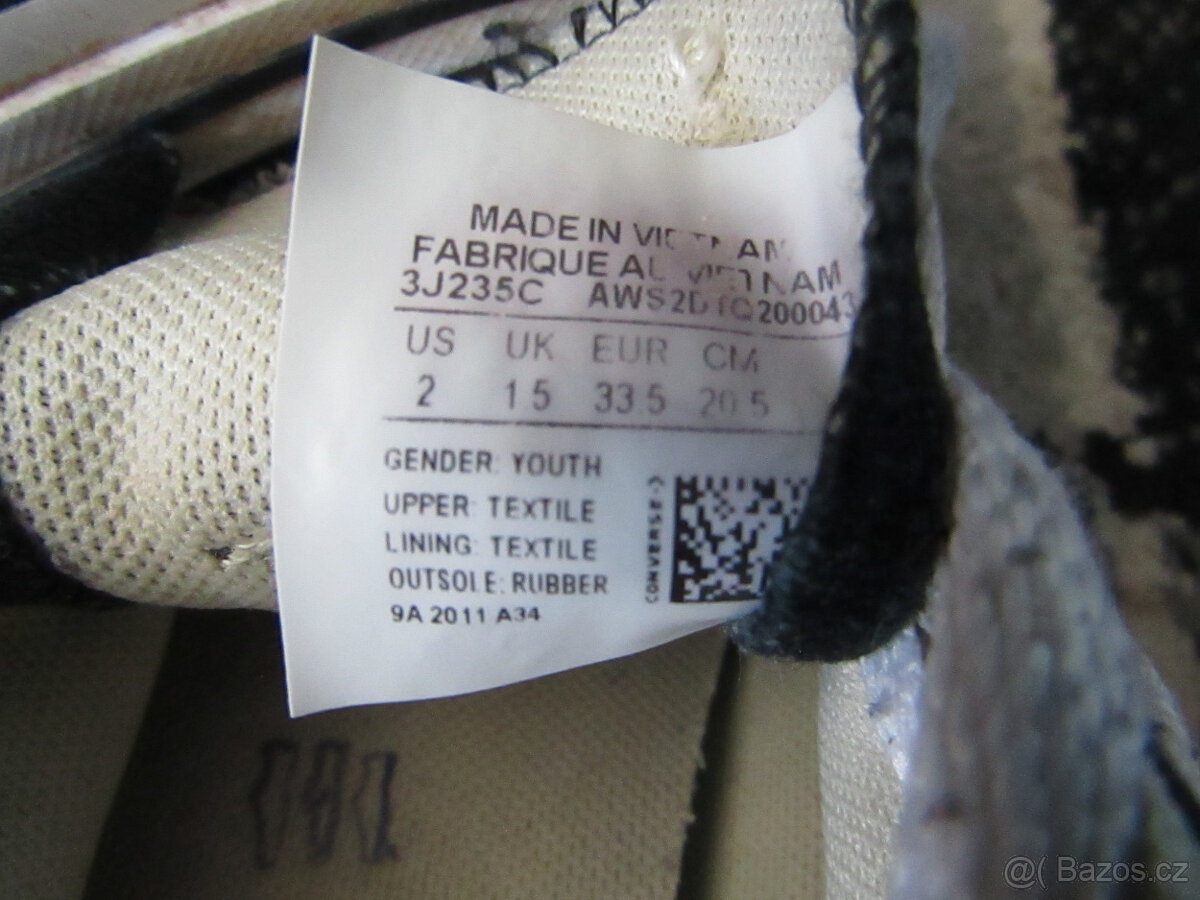 MADE IN VIETNAM
FABRIQUE AU VIETNAM
3J235C
US UK EUR CM
2 1 5 33 5 20 5
GENDER: YOUTH
UPPER: TEXTILE
LINING: TEXTILE
OUTSOLE: RUBBER
9A 2011 A34
CONVERSE
@( Bazos.cz